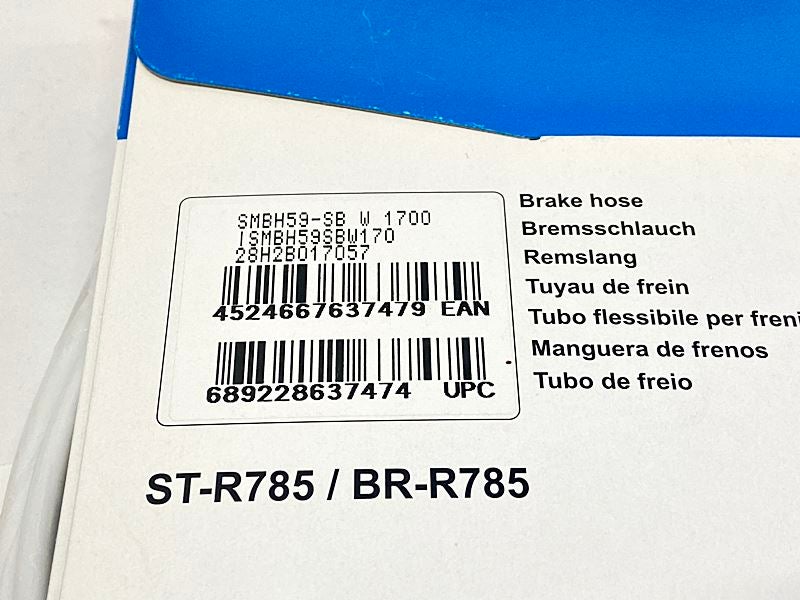 SMBH59-SB W 1700
ISMBH59SBW170
28H2B017057
4524667637479 EAN
689228637474 UPC
Brake hose
Bremsschlauch
Remslang
Tuyau de frein
Tubo flessibile per freni
Manguera de frenos
Tubo de freio
ST-R785 / BR-R785